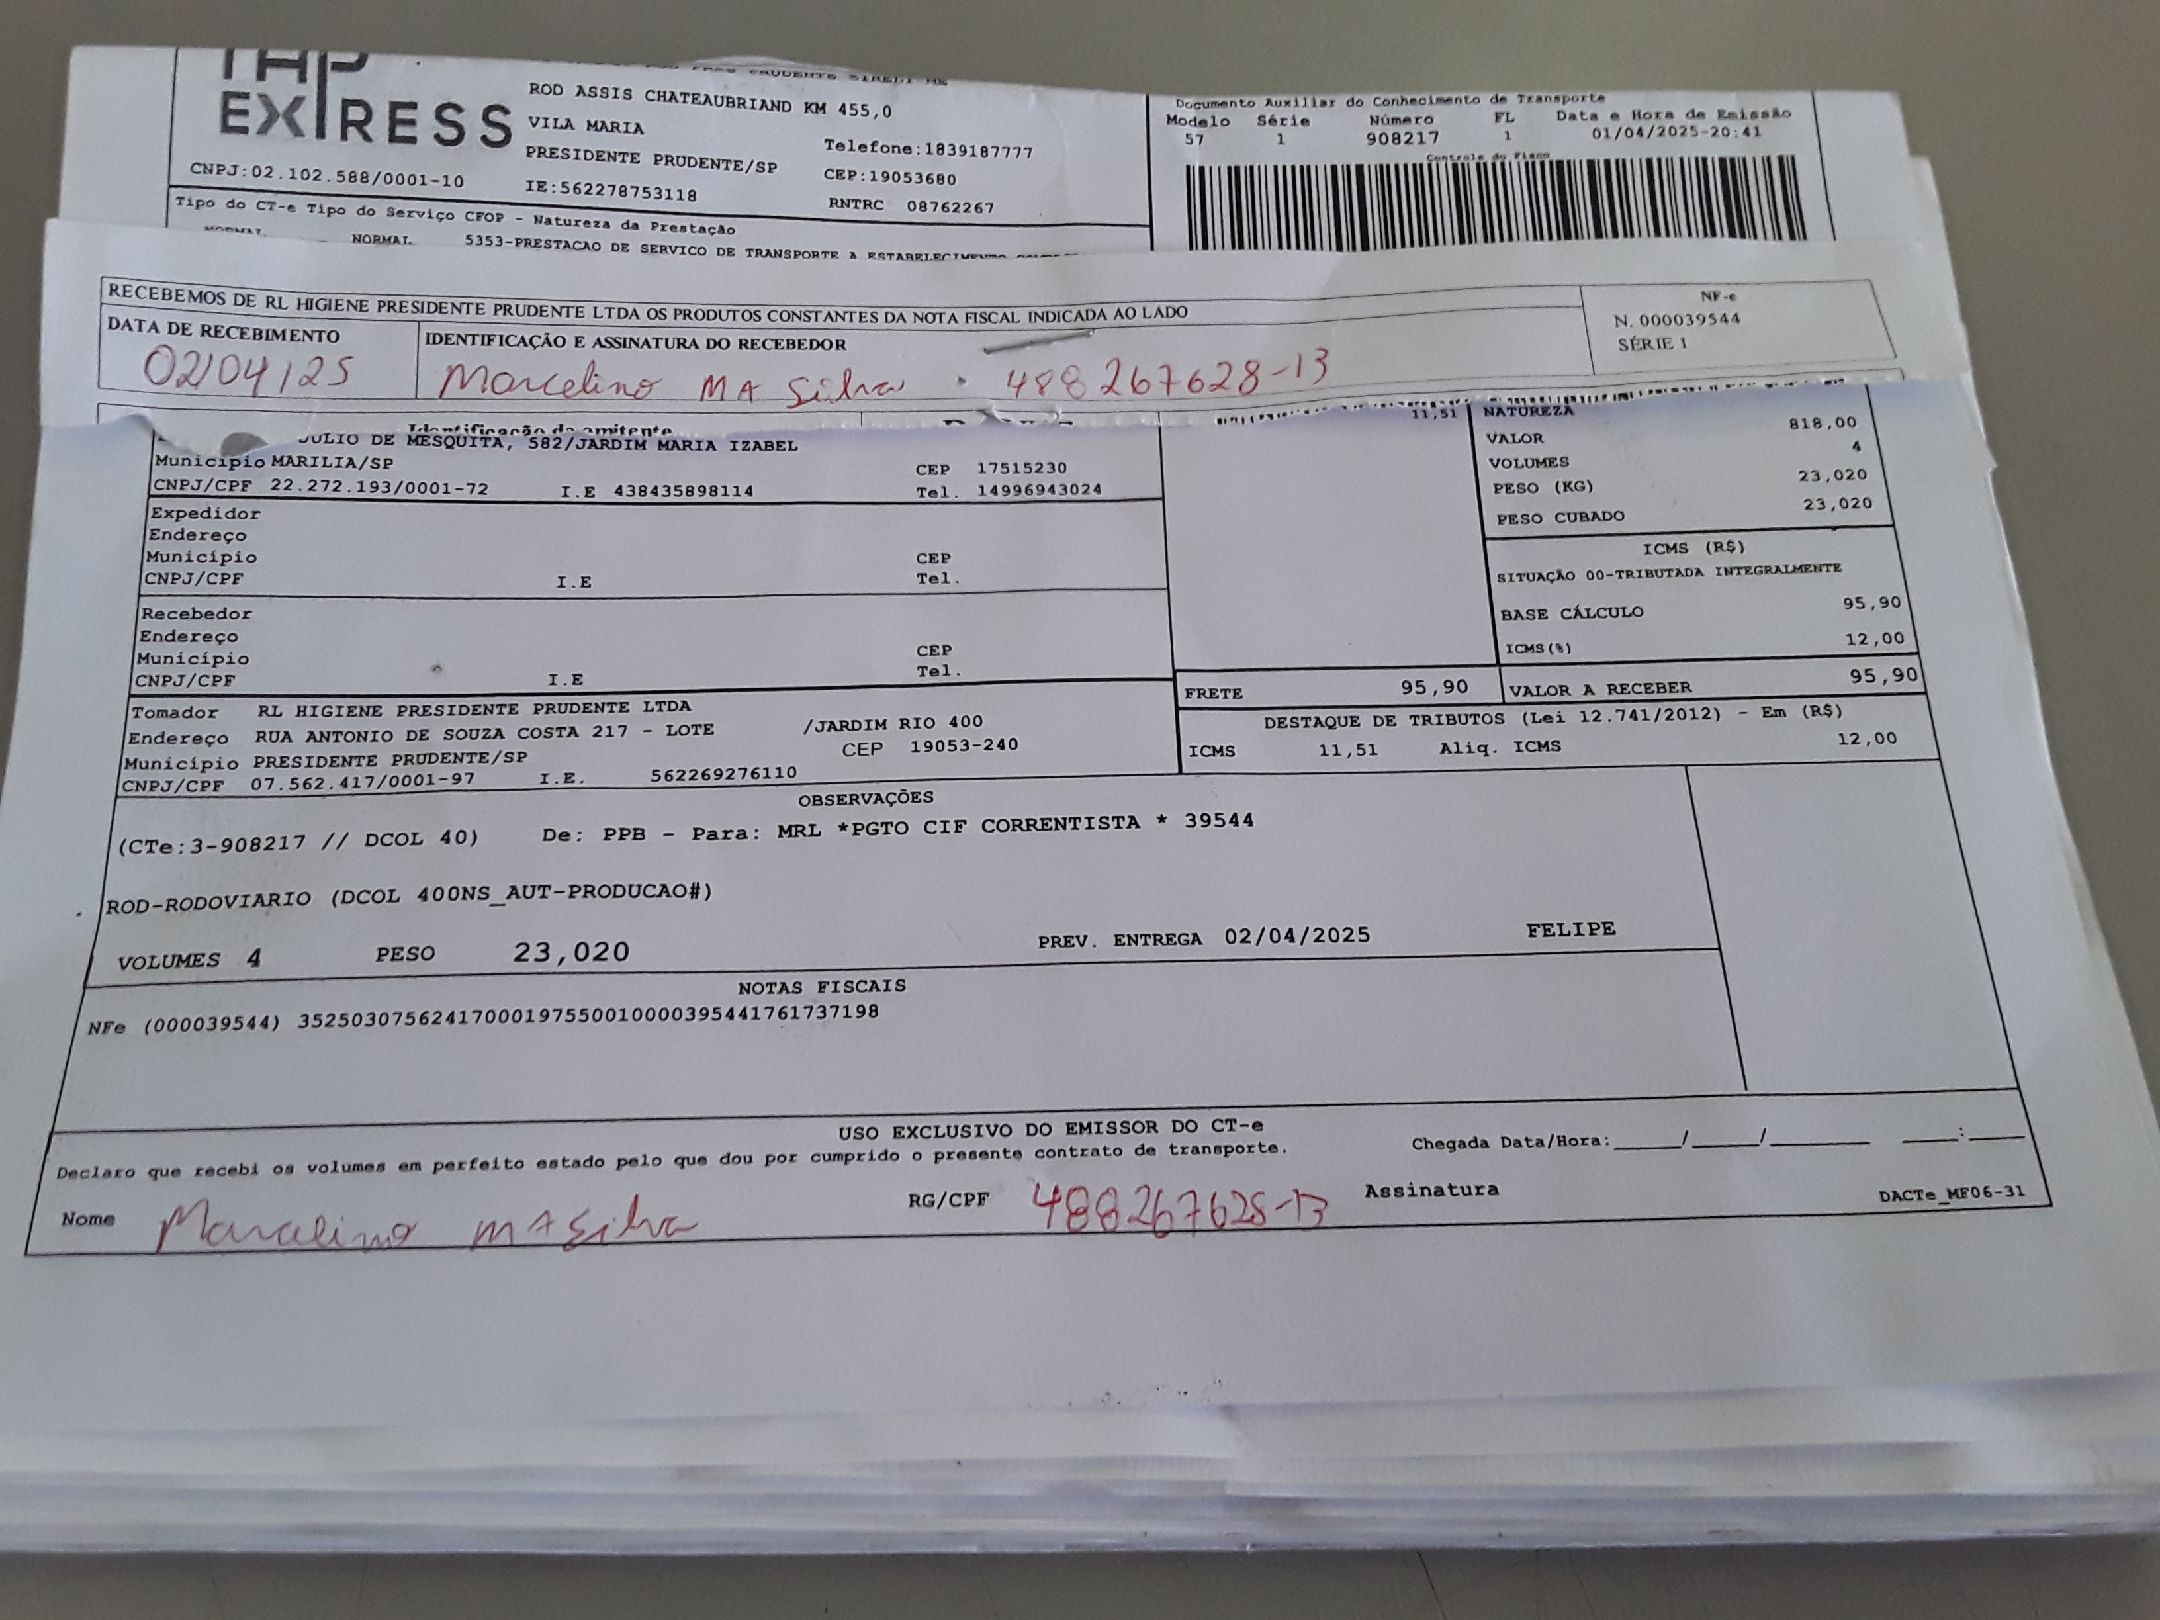 EXPRESS
ROD ASSIS CHATEAUBRIAND KM 455,0
VILA MARIA
PRESIDENTE PRUDENTE/SP
Telefone:1839187777
CEP:19053680
CNPJ:02.102.588/0001-10
IE:562278753118
RNTRC 08762267
Documento Auxiliar do Conhecimento de Transporte
Modelo Série Número FL Data e Hora de Emissão
57 1 908217 1 01/04/2025-20:41
Controle do Fisco
Tipo do CT-e Tipo do Serviço CFOP - Natureza da Prestação
NORMAL NORMAL 5353-PRESTACAO DE SERVICO DE TRANSPORTE A ESTABELECIMENTO
RECEBEMOS DE RL HIGIENE PRESIDENTE PRUDENTE LTDA OS PRODUTOS CONSTANTES DA NOTA FISCAL INDICADA AO LADO
NF-e
N. 000039544
SÉRIE 1
DATA DE RECEBIMENTO
IDENTIFICAÇÃO E ASSINATURA DO RECEBEDOR
02/04/25
Marcelino MA Silva 488267628-13
Identificação do emitente
JULIO DE MESQUITA, 582/JARDIM MARIA IZABEL
Município MARILIA/SP CEP 17515230
CNPJ/CPF 22.272.193/0001-72 I.E 438435898114 Tel. 14996943024
11,51
NATUREZA
VALOR 818,00
VOLUMES 4
PESO (KG) 23,020
PESO CUBADO 23,020
Expedidor
Endereço
Município CEP
CNPJ/CPF I.E Tel.
ICMS (R$)
SITUAÇÃO 00-TRIBUTADA INTEGRALMENTE
BASE CÁLCULO 95,90
ICMS(%) 12,00
Recebedor
Endereço
Município CEP
CNPJ/CPF I.E Tel.
FRETE 95,90 VALOR A RECEBER 95,90
Tomador RL HIGIENE PRESIDENTE PRUDENTE LTDA
Endereço RUA ANTONIO DE SOUZA COSTA 217 - LOTE /JARDIM RIO 400
Município PRESIDENTE PRUDENTE/SP CEP 19053-240
CNPJ/CPF 07.562.417/0001-97 I.E. 562269276110
DESTAQUE DE TRIBUTOS (Lei 12.741/2012) - Em (R$)
ICMS 11,51 Aliq. ICMS 12,00
OBSERVAÇÕES
(CTe:3-908217 // DCOL 40) De: PPB - Para: MRL *PGTO CIF CORRENTISTA * 39544
ROD-RODOVIARIO (DCOL 400NS_AUT-PRODUCAO#)
VOLUMES 4 PESO 23,020 PREV. ENTREGA 02/04/2025 FELIPE
NOTAS FISCAIS
NFe (000039544) 35250307562417000197550010000395441761737198
USO EXCLUSIVO DO EMISSOR DO CT-e
Declaro que recebi os volumes em perfeito estado pelo que dou por cumprido o presente contrato de transporte.
Chegada Data/Hora:_____/_____/_______ ____:____
Nome Marcelino MA Silva RG/CPF 488267628-13 Assinatura
DACTe_MF06-31